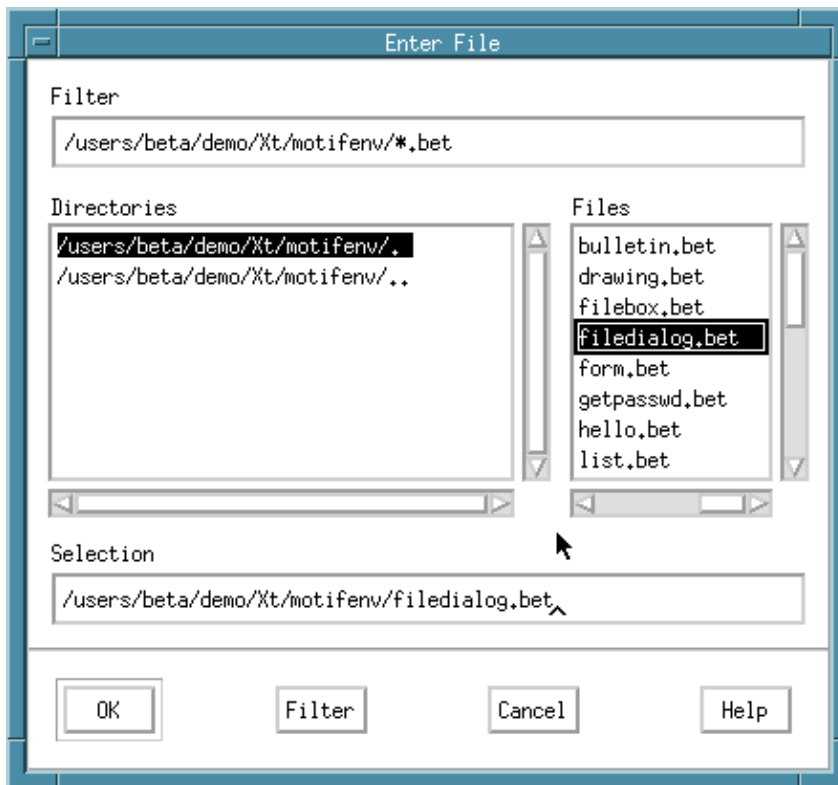 Enter File
Filter
/users/beta/demo/Xt/motifenv/*.bet
Directories
/users/beta/demo/Xt/motifenv/.
/users/beta/demo/Xt/motifenv/..
Files
bulletin.bet
drawing.bet
filebox.bet
filedialog.bet
form.bet
getpasswd.bet
hello.bet
list.bet
Selection
/users/beta/demo/Xt/motifenv/filedialog.bet
OK
Filter
Cancel
Help